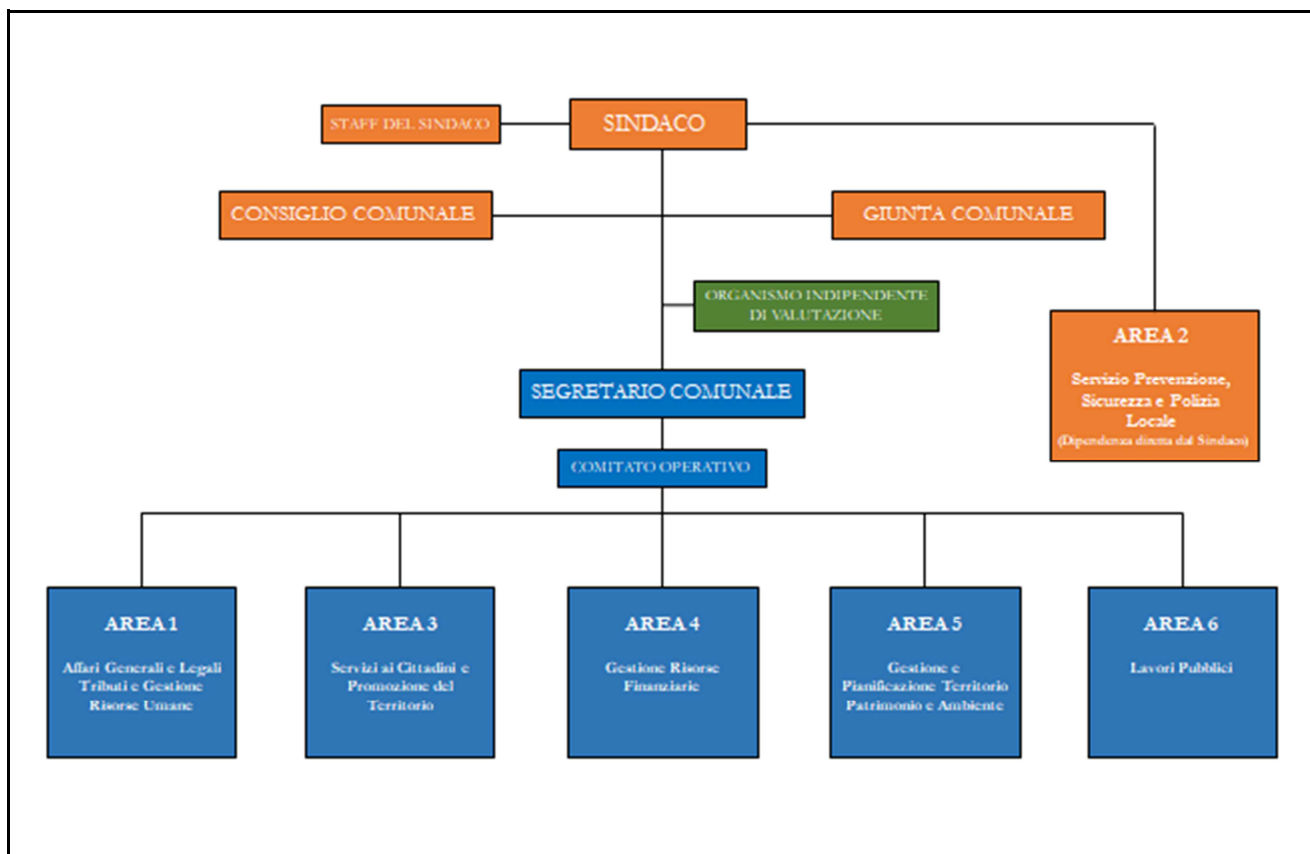 STAFF DEL SINDACO
SINDACO
CONSIGLIO COMUNALE
GIUNTA COMUNALE
ORGANISMO INDIPENDENTE
DI VALUTAZIONE
AREA 2
Servizio Prevenzione,
Sicurezza e Polizia
Locale
(Dipendenza diretta dal Sindaco)
SEGRETARIO COMUNALE
COMITATO OPERATIVO
AREA 1
Affari Generali e Legali
Tributi e Gestione
Risorse Umane
AREA 3
Servizi ai Cittadini e
Promozione del
Territorio
AREA 4
Gestione Risorse
Finanziarie
AREA 5
Gestione e
Pianificazione Territorio
Patrimonio e Ambiente
AREA 6
Lavori Pubblici